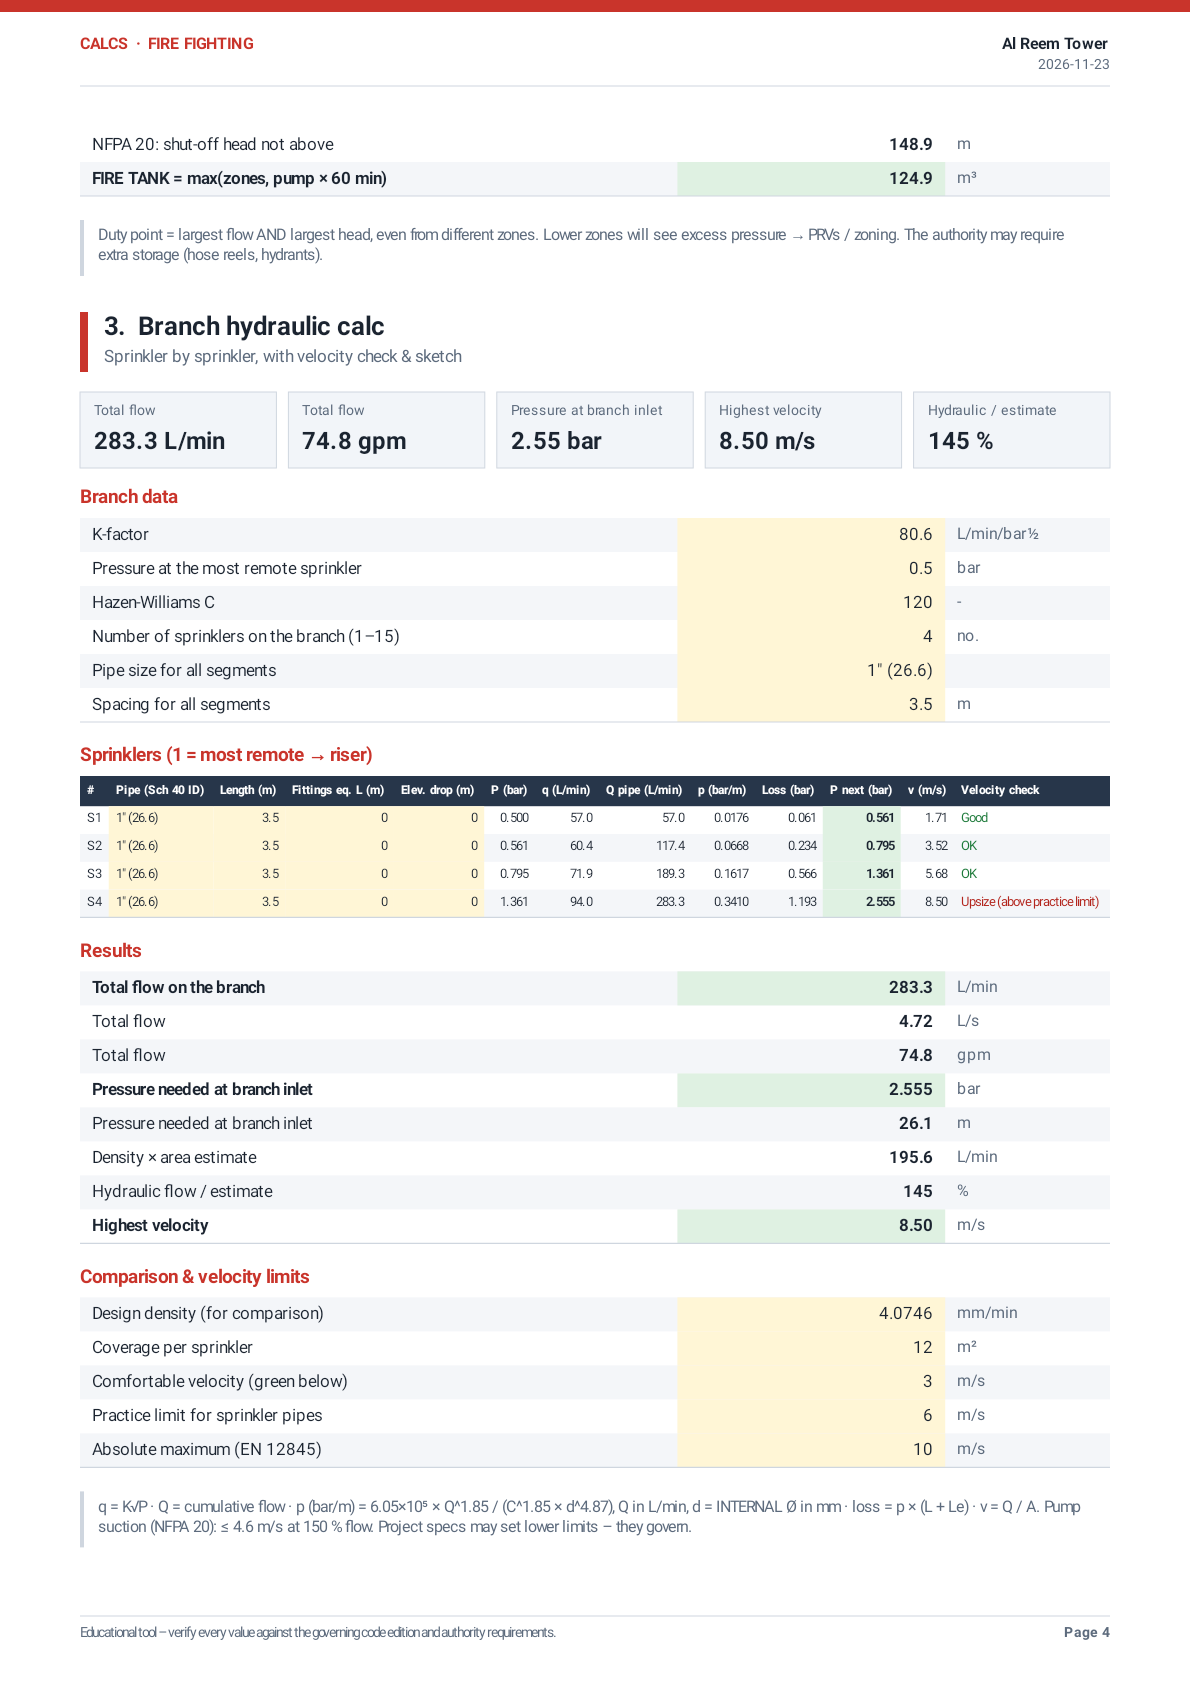 CALCS · FIRE FIGHTING
Al Reem Tower
2026-11-23
NFPA 20: shut-off head not above 148.9 m
FIRE TANK = max(zones, pump × 60 min) 124.9 m³
Duty point = largest flow AND largest head, even from different zones. Lower zones will see excess pressure → PRVs / zoning. The authority may require
extra storage (hose reels, hydrants).
3. Branch hydraulic calc
Sprinkler by sprinkler, with velocity check & sketch
Total flow Total flow Pressure at branch inlet Highest velocity Hydraulic / estimate
283.3 L/min 74.8 gpm 2.55 bar 8.50 m/s 145 %
Branch data
K-factor 80.6 L/min/bar½
Pressure at the most remote sprinkler 0.5 bar
Hazen-Williams C 120 -
Number of sprinklers on the branch (1–15) 4 no.
Pipe size for all segments 1" (26.6)
Spacing for all segments 3.5 m
Sprinklers (1 = most remote → riser)
# Pipe (Sch 40 ID) Length (m) Fittings eq. L (m) Elev. drop (m) P (bar) q (L/min) Q pipe (L/min) p (bar/m) Loss (bar) P next (bar) v (m/s) Velocity check
S1 1" (26.6) 3.5 0 0 0.500 57.0 57.0 0.0176 0.061 0.561 1.71 Good
S2 1" (26.6) 3.5 0 0 0.561 60.4 117.4 0.0668 0.234 0.795 3.52 OK
S3 1" (26.6) 3.5 0 0 0.795 71.9 189.3 0.1617 0.566 1.361 5.68 OK
S4 1" (26.6) 3.5 0 0 1.361 94.0 283.3 0.3410 1.193 2.555 8.50 Upsize (above practice limit)
Results
Total flow on the branch 283.3 L/min
Total flow 4.72 L/s
Total flow 74.8 gpm
Pressure needed at branch inlet 2.555 bar
Pressure needed at branch inlet 26.1 m
Density × area estimate 195.6 L/min
Hydraulic flow / estimate 145 %
Highest velocity 8.50 m/s
Comparison & velocity limits
Design density (for comparison) 4.0746 mm/min
Coverage per sprinkler 12 m²
Comfortable velocity (green below) 3 m/s
Practice limit for sprinkler pipes 6 m/s
Absolute maximum (EN 12845) 10 m/s
q = K√P · Q = cumulative flow · p (bar/m) = 6.05×10⁵ × Q^1.85 / (C^1.85 × d^4.87), Q in L/min, d = INTERNAL Ø in mm · loss = p × (L + Le) · v = Q / A. Pump
suction (NFPA 20): ≤ 4.6 m/s at 150 % flow. Project specs may set lower limits – they govern.
Educational tool – verify every value against the governing code edition and authority requirements.
Page 4